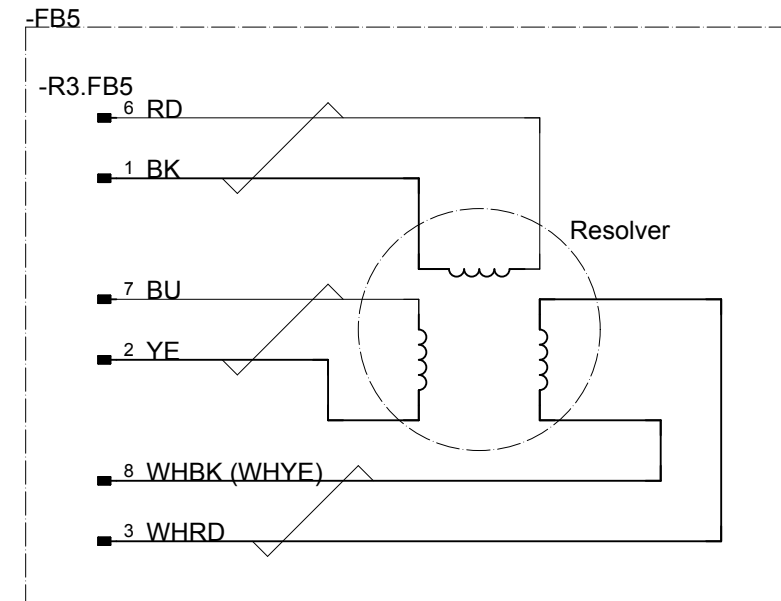 -FB5
-R3.FB5
6 RD
1 BK
Resolver
7 BU
2 YE
8 WHBK (WHYE)
3 WHRD